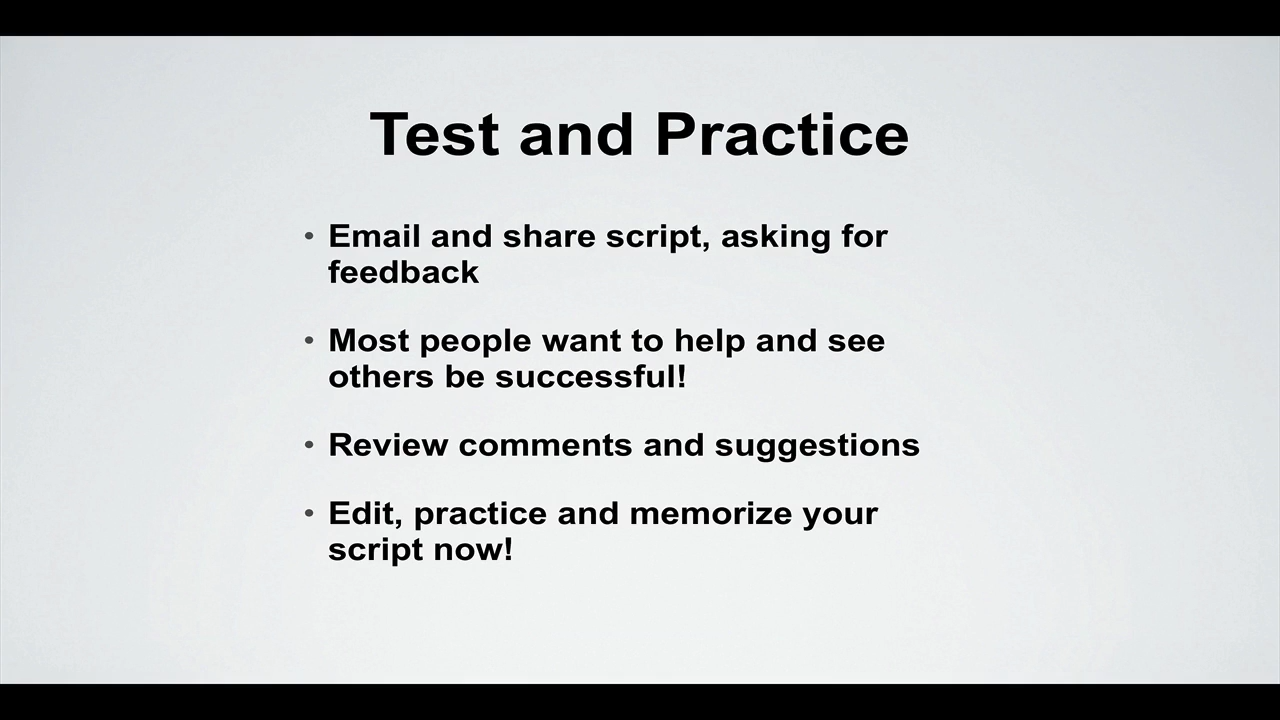 Test and Practice
• Email and share script, asking for
feedback
• Most people want to help and see
others be successful!
• Review comments and suggestions
• Edit, practice and memorize your
script now!